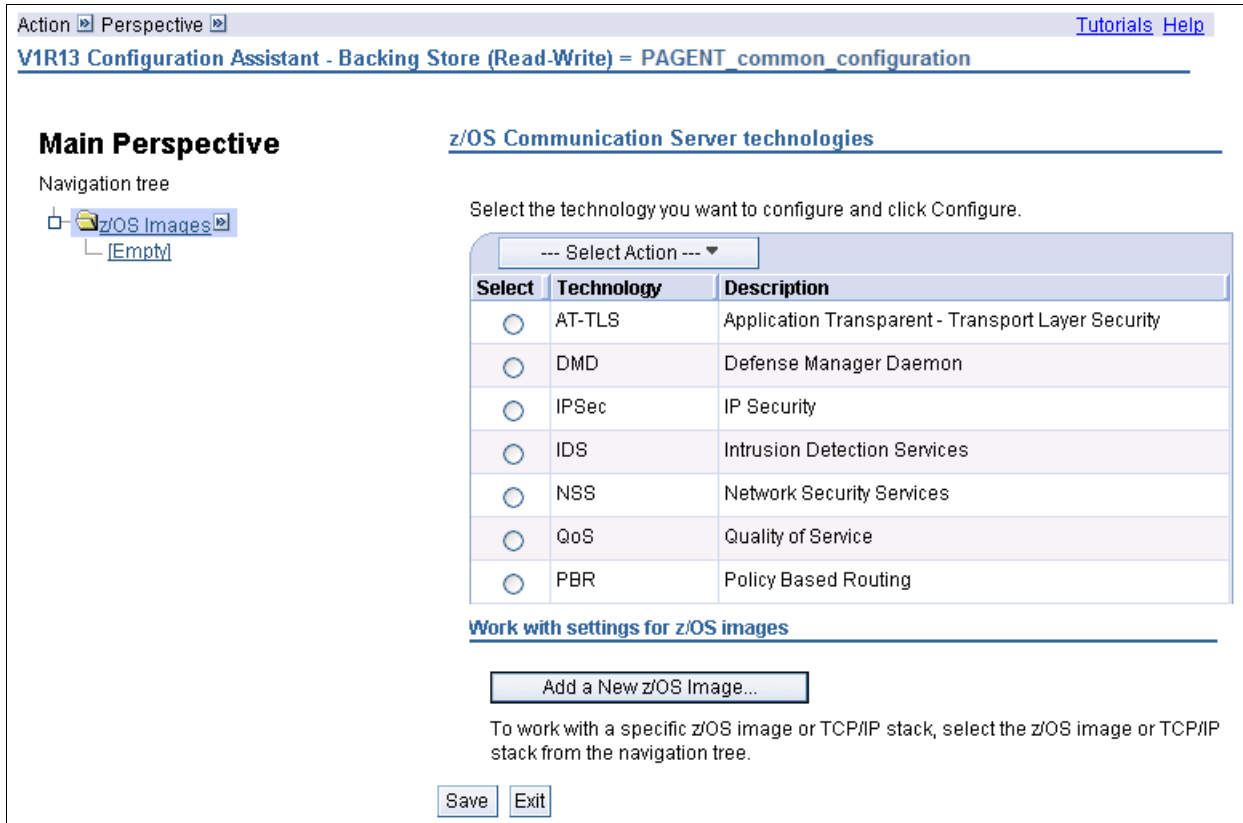 Action Perspective Tutorials Help
V1R13 Configuration Assistant - Backing Store (Read-Write) = PAGENT_common_configuration
Main Perspective
Navigation tree
z/OS Images
[Empty]
z/OS Communication Server technologies
Select the technology you want to configure and click Configure.
--- Select Action ---
Select Technology Description
AT-TLS Application Transparent - Transport Layer Security
DMD Defense Manager Daemon
IPSec IP Security
IDS Intrusion Detection Services
NSS Network Security Services
QoS Quality of Service
PBR Policy Based Routing
Work with settings for z/OS images
Add a New z/OS Image...
To work with a specific z/OS image or TCP/IP stack, select the z/OS image or TCP/IP
stack from the navigation tree.
Save Exit